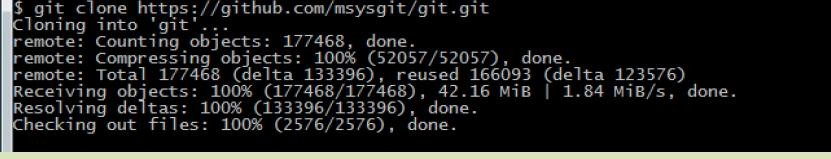 $ git clone https://github.com/msysgit/git.git
Cloning into 'git'...
remote: Counting objects: 177468, done.
remote: Compressing objects: 100% (52057/52057), done.
remote: Total 177468 (delta 133396), reused 166093 (delta 123576)
Receiving objects: 100% (177468/177468), 42.16 MiB | 1.84 MiB/s, done.
Resolving deltas: 100% (133396/133396), done.
Checking out files: 100% (2576/2576), done.